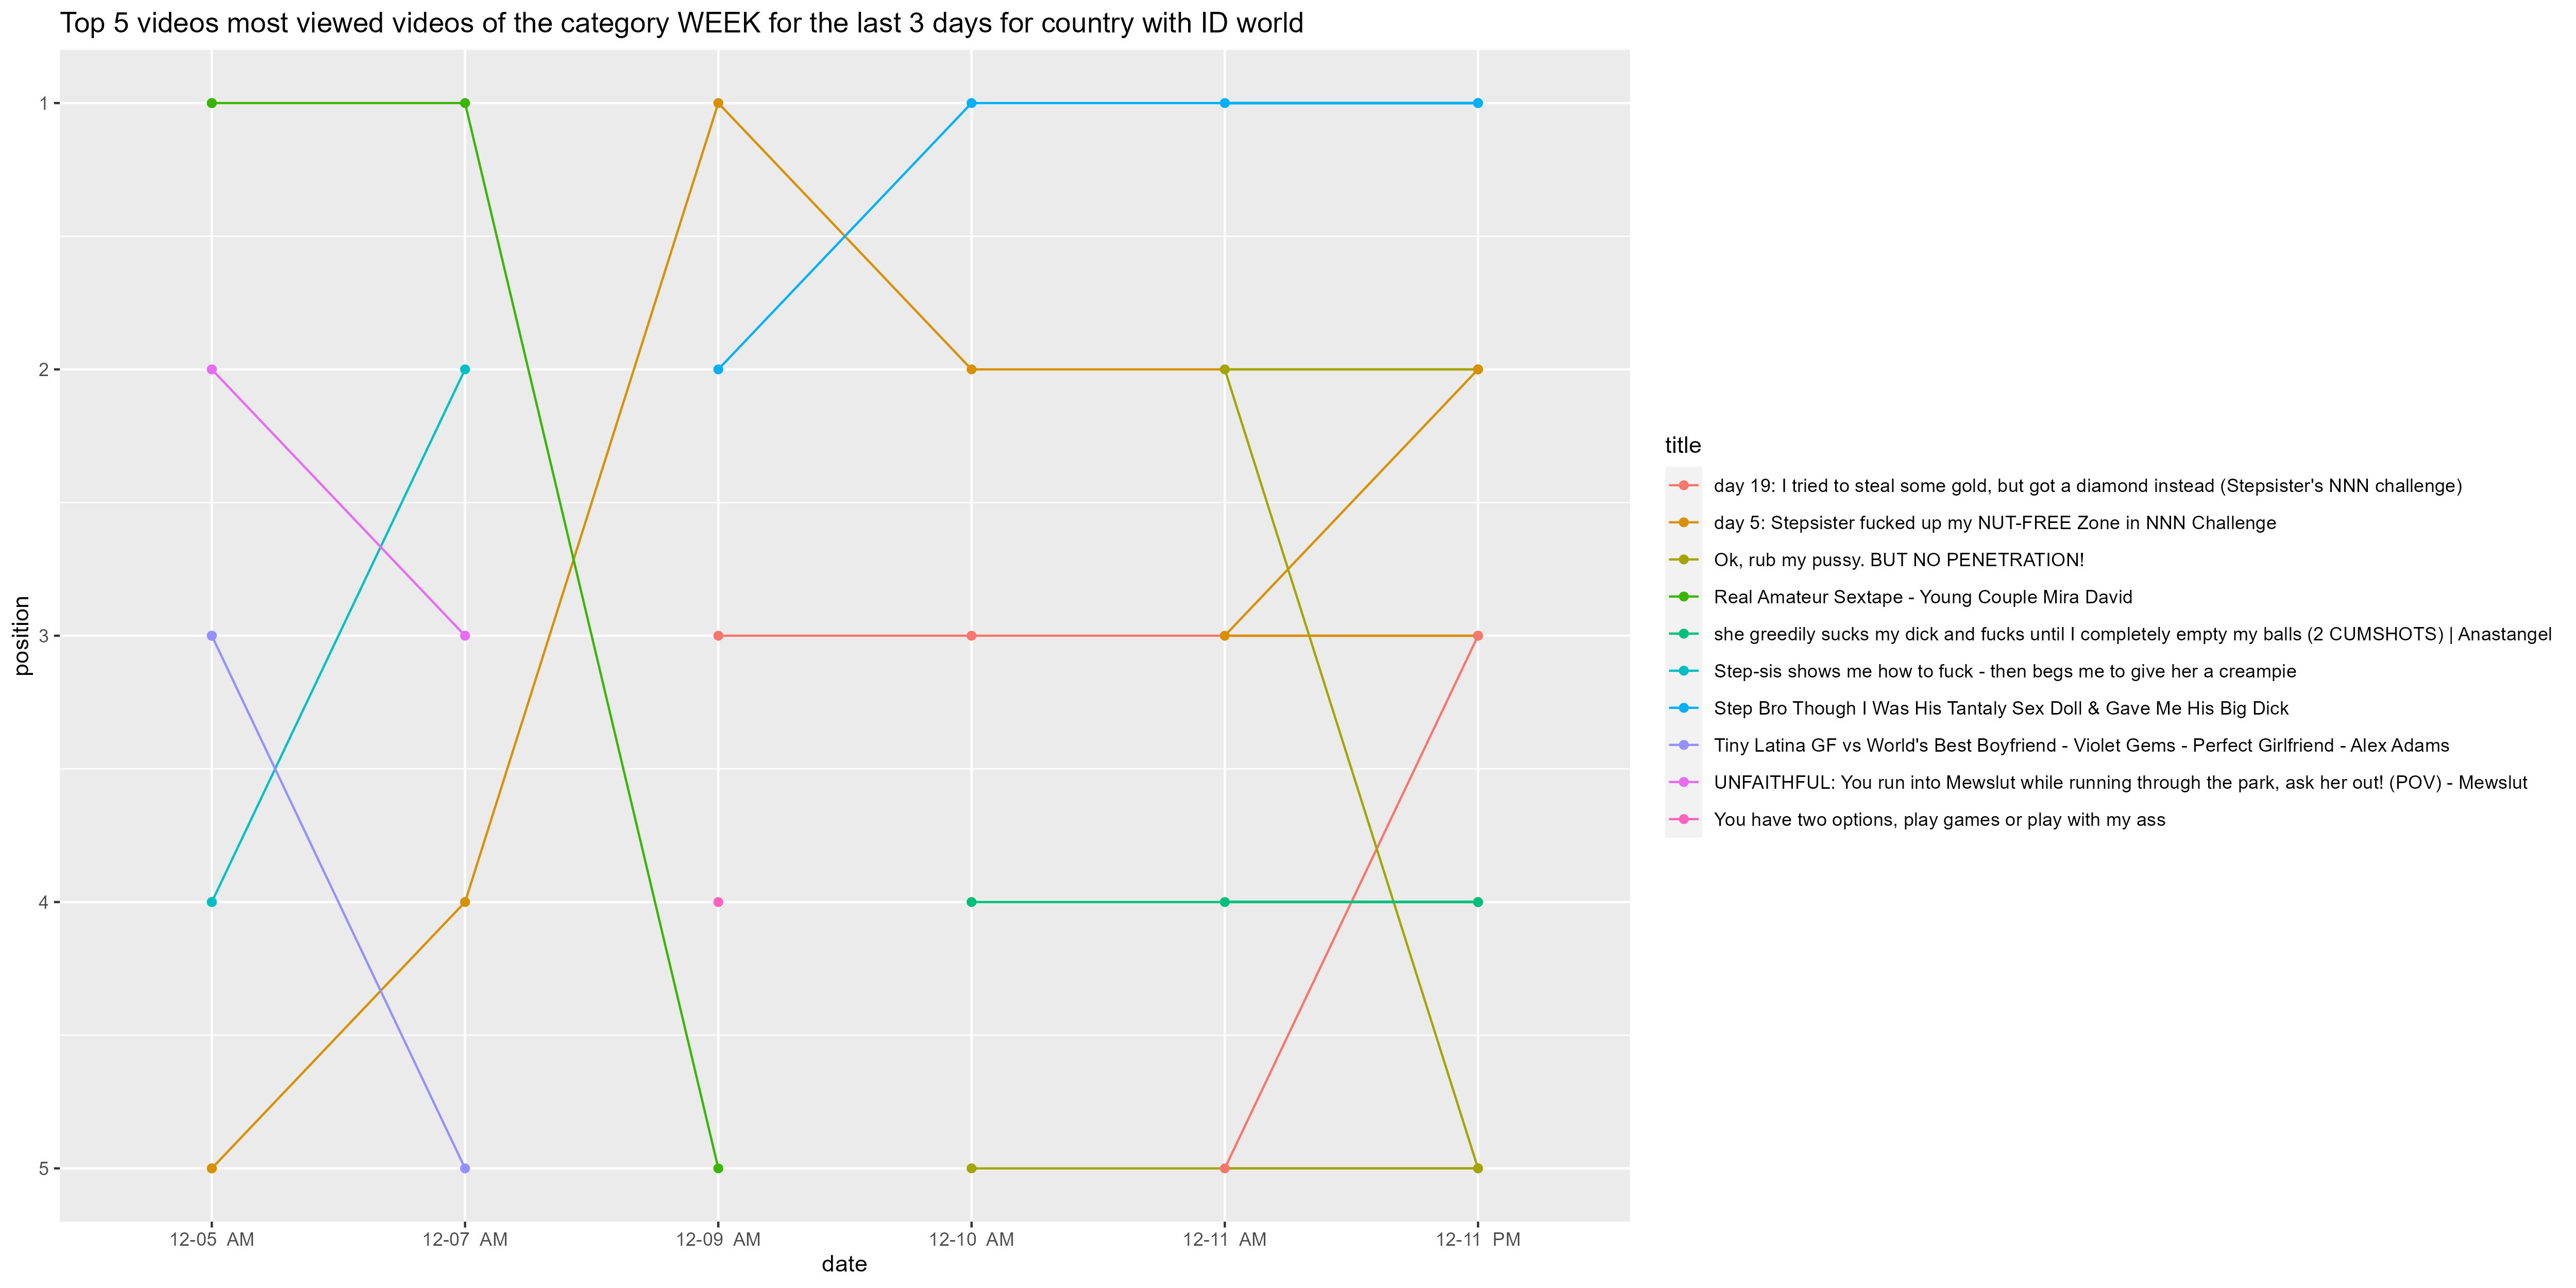 Top 5 videos most viewed videos of the category WEEK for the last 3 days for country with ID world
position
1
2
3
4
5
12-05 AM
12-07 AM
12-09 AM
12-10 AM
12-11 AM
12-11 PM
date
title
day 19: I tried to steal some gold, but got a diamond instead (Stepsister's NNN challenge)
day 5: Stepsister fucked up my NUT-FREE Zone in NNN Challenge
Ok, rub my pussy. BUT NO PENETRATION!
Real Amateur Sextape - Young Couple Mira David
she greedily sucks my dick and fucks until I completely empty my balls (2 CUMSHOTS) | Anastangel
Step-sis shows me how to fuck - then begs me to give her a creampie
Step Bro Though I Was His Tantaly Sex Doll & Gave Me His Big Dick
Tiny Latina GF vs World's Best Boyfriend - Violet Gems - Perfect Girlfriend - Alex Adams
UNFAITHFUL: You run into Mewslut while running through the park, ask her out! (POV) - Mewslut
You have two options, play games or play with my ass